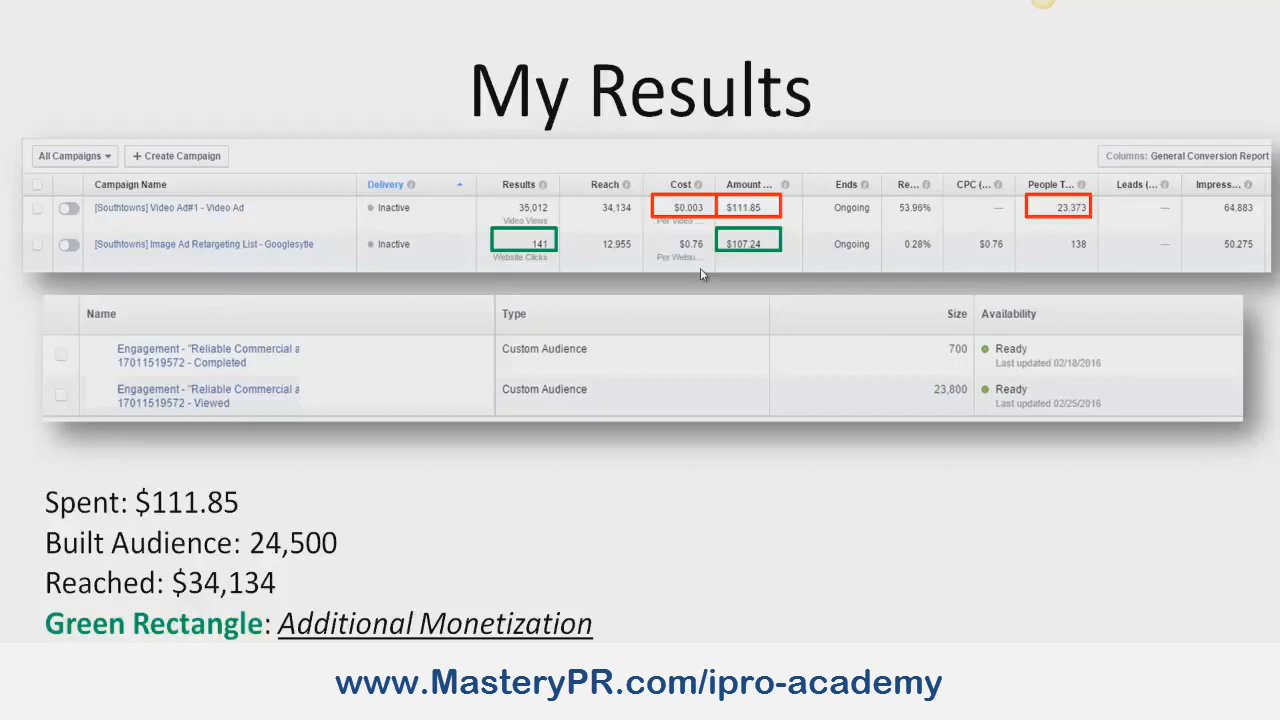 My Results
All Campaigns
+ Create Campaign
Columns: General Conversion Report
Campaign Name Delivery Results Reach Cost Amount ... Ends Re... CPC (... People T... Leads (... Impress...
[Southtowns] Video Ad#1 - Video Ad Inactive 35,012 34,134 $0.003 $111.85 Ongoing 53.96% — 23,373 — 64,883
Video Views Per Video ...
[Southtowns] Image Ad Retargeting List - Googlesytle Inactive 141 12,955 $0.76 $107.24 Ongoing 0.28% $0.76 138 — 50,275
Website Clicks Per Websi...
Name Type Size Availability
Engagement - "Reliable Commercial a Custom Audience 700 Ready
17011519572 - Completed Last updated 02/18/2016
Engagement - "Reliable Commercial a Custom Audience 23,800 Ready
17011519572 - Viewed Last updated 02/25/2016
Spent: $111.85
Built Audience: 24,500
Reached: $34,134
Green Rectangle: Additional Monetization
www.MasteryPR.com/ipro-academy